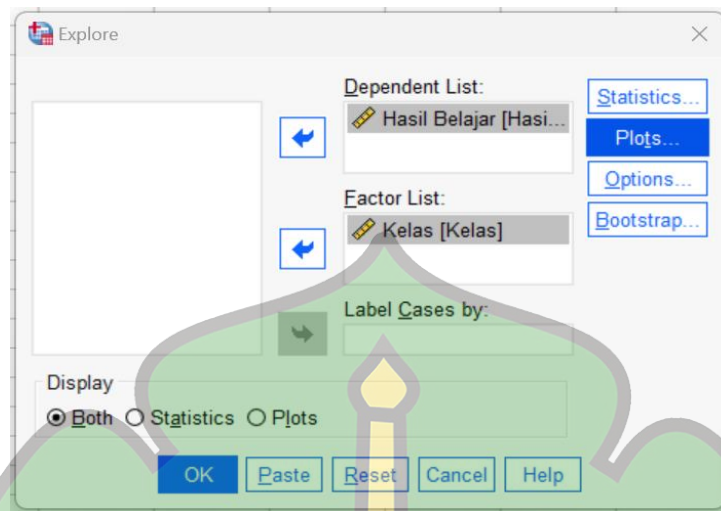 Explore
Dependent List:
Hasil Belajar [Hasi...
Statistics...
Plots...
Options...
Bootstrap...
Factor List:
Kelas [Kelas]
Label Cases by:
Display
Both Statistics Plots
OK Paste Reset Cancel Help